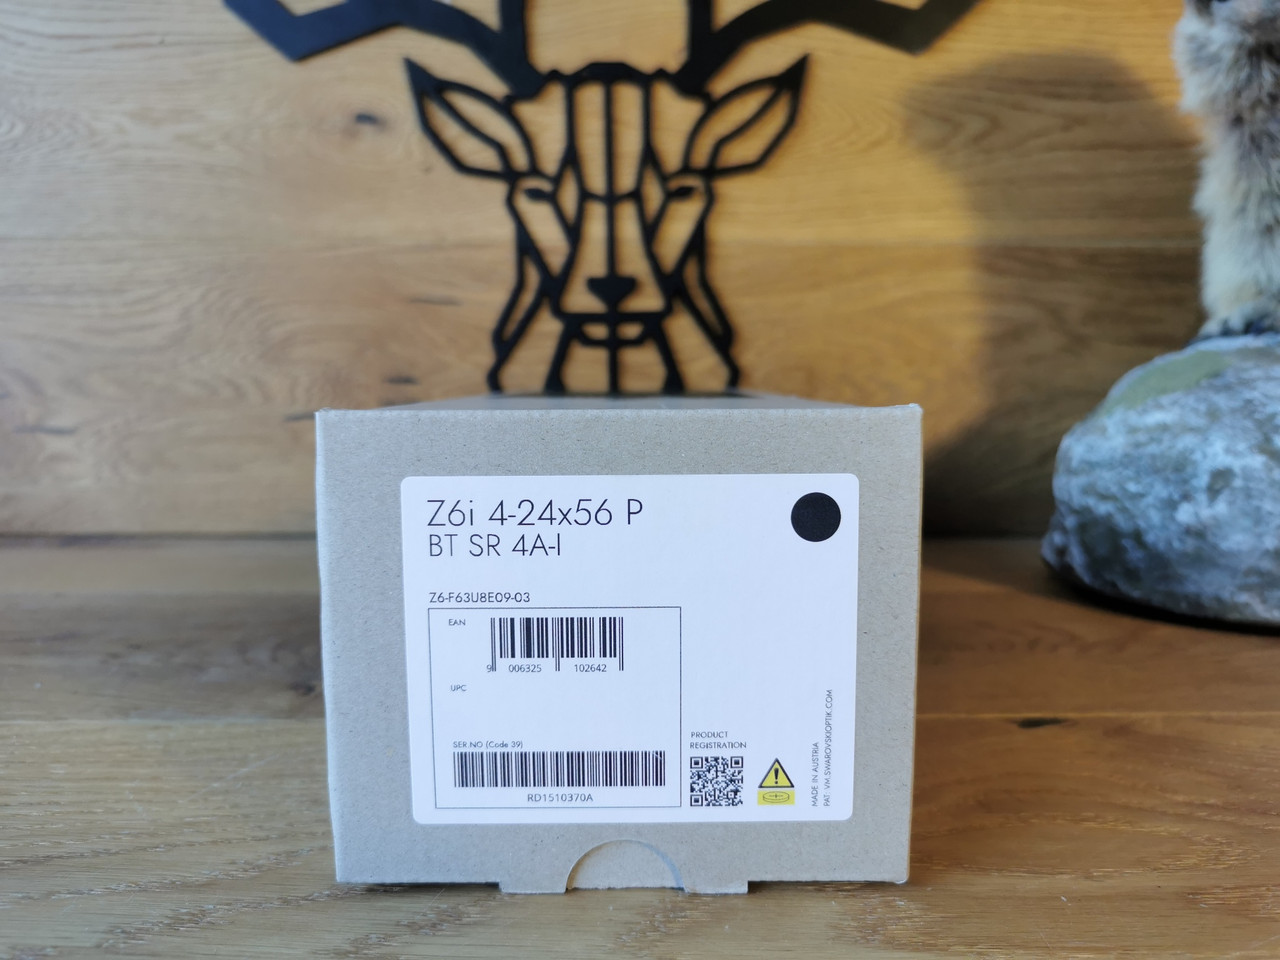 Z6i 4-24x56 P
BT SR 4A-I
Z6-F63U8E09-03
EAN
9 006325 102642
UPC
SER.NO (Code 39)
RD1510370A
PRODUCT
REGISTRATION
MADE IN AUSTRIA
PAT. VM.SWAROVSKIOPTIK.COM